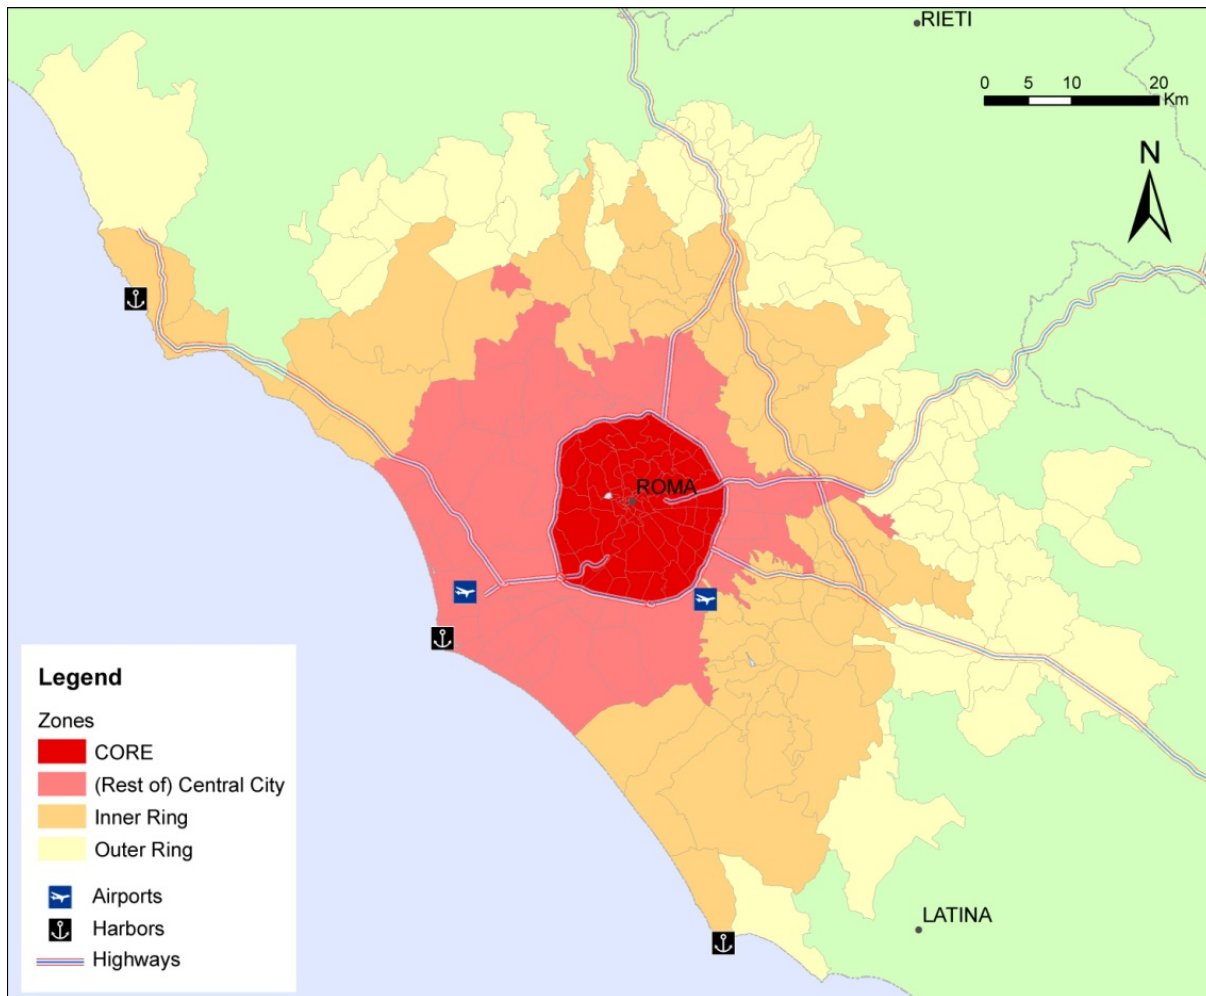 RIETI
0 5 10 20
Km
N
ROMA
Legend
Zones
CORE
(Rest of) Central City
Inner Ring
Outer Ring
Airports
Harbors
Highways
LATINA